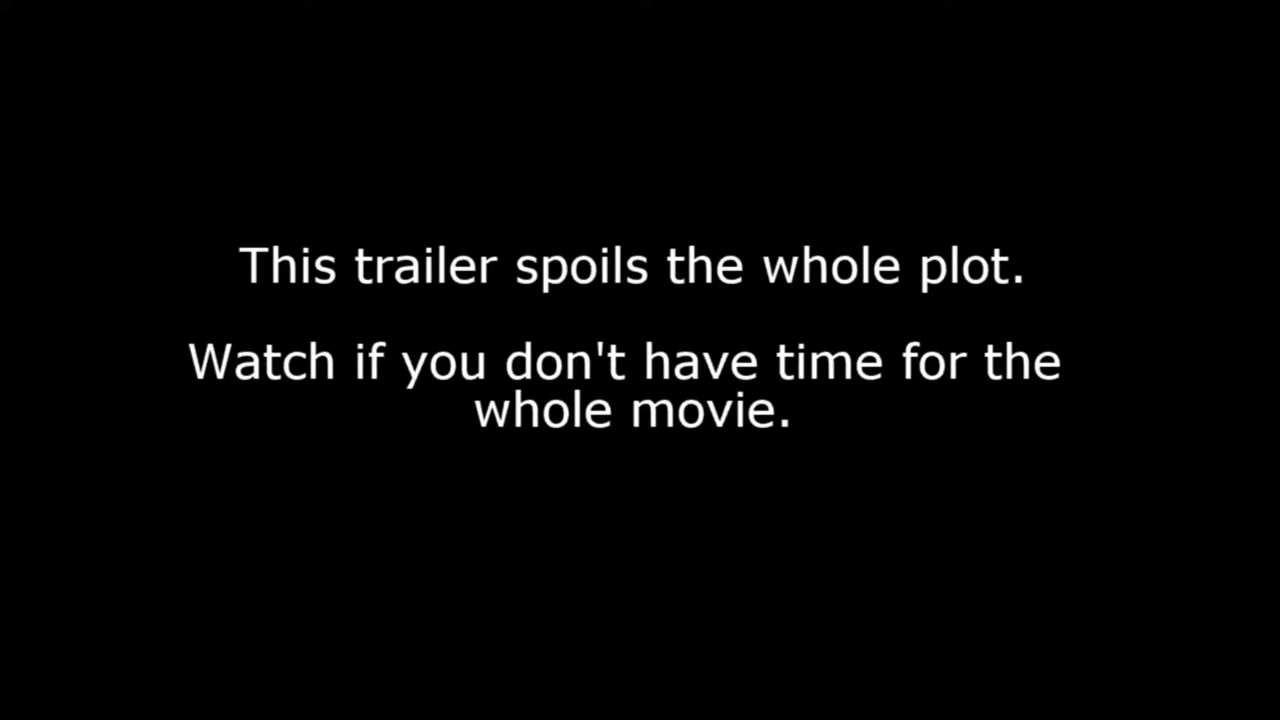 This trailer spoils the whole plot.
Watch if you don't have time for the
whole movie.